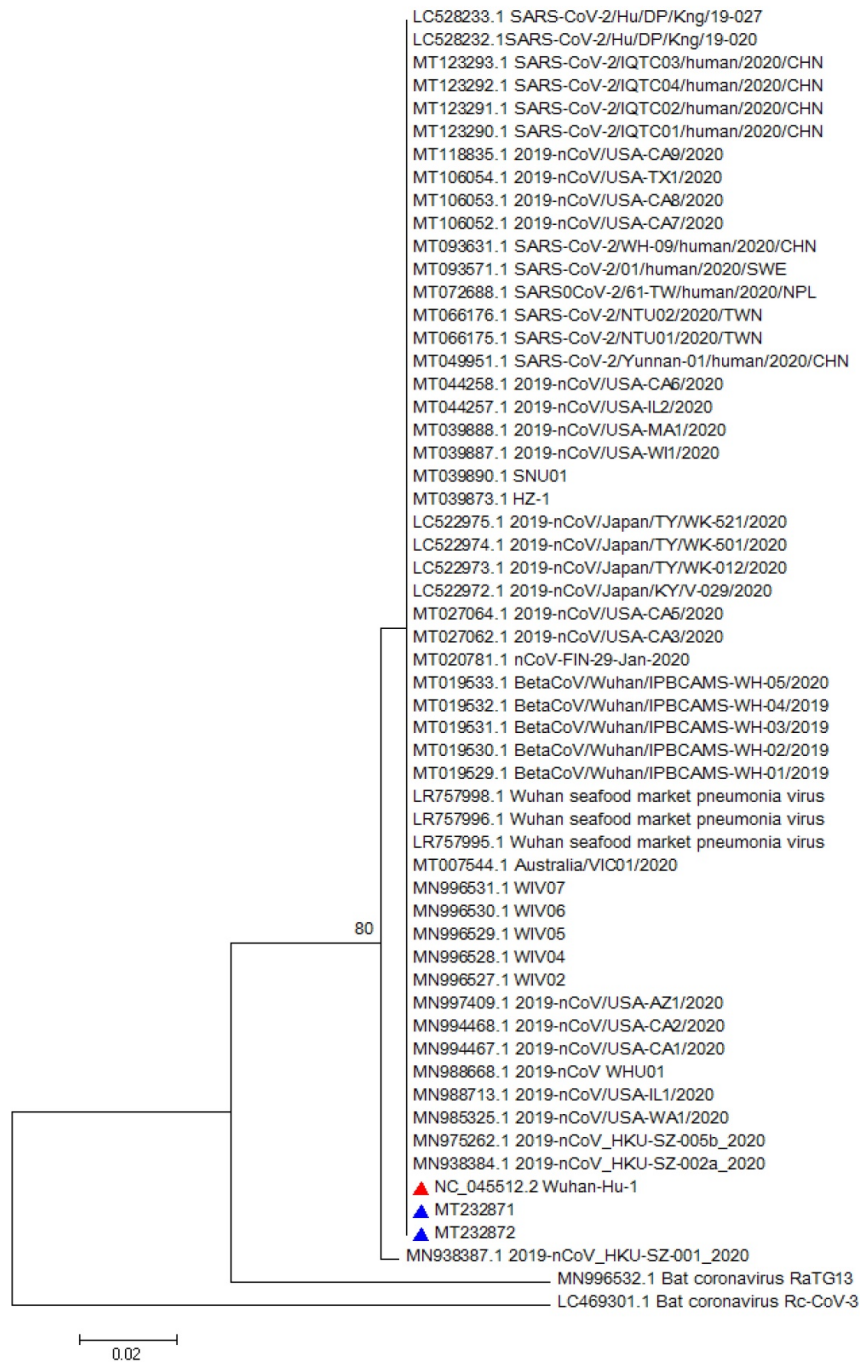 LC528233.1 SARS-CoV-2/Hu/DP/Kng/19-027
LC528232.1SARS-CoV-2/Hu/DP/Kng/19-020
MT123293.1 SARS-CoV-2/IQTC03/human/2020/CHN
MT123292.1 SARS-CoV-2/IQTC04/human/2020/CHN
MT123291.1 SARS-CoV-2/IQTC02/human/2020/CHN
MT123290.1 SARS-CoV-2/IQTC01/human/2020/CHN
MT118835.1 2019-nCoV/USA-CA9/2020
MT106054.1 2019-nCoV/USA-TX1/2020
MT106053.1 2019-nCoV/USA-CA8/2020
MT106052.1 2019-nCoV/USA-CA7/2020
MT093631.1 SARS-CoV-2/WH-09/human/2020/CHN
MT093571.1 SARS-CoV-2/01/human/2020/SWE
MT072688.1 SARS0CoV-2/61-TW/human/2020/NPL
MT066176.1 SARS-CoV-2/NTU02/2020/TWN
MT066175.1 SARS-CoV-2/NTU01/2020/TWN
MT049951.1 SARS-CoV-2/Yunnan-01/human/2020/CHN
MT044258.1 2019-nCoV/USA-CA6/2020
MT044257.1 2019-nCoV/USA-IL2/2020
MT039888.1 2019-nCoV/USA-MA1/2020
MT039887.1 2019-nCoV/USA-WI1/2020
MT039890.1 SNU01
MT039873.1 HZ-1
LC522975.1 2019-nCoV/Japan/TY/WK-521/2020
LC522974.1 2019-nCoV/Japan/TY/WK-501/2020
LC522973.1 2019-nCoV/Japan/TY/WK-012/2020
LC522972.1 2019-nCoV/Japan/KY/V-029/2020
MT027064.1 2019-nCoV/USA-CA5/2020
MT027062.1 2019-nCoV/USA-CA3/2020
MT020781.1 nCoV-FIN-29-Jan-2020
MT019533.1 BetaCoV/Wuhan/IPBCAMS-WH-05/2020
MT019532.1 BetaCoV/Wuhan/IPBCAMS-WH-04/2019
MT019531.1 BetaCoV/Wuhan/IPBCAMS-WH-03/2019
MT019530.1 BetaCoV/Wuhan/IPBCAMS-WH-02/2019
MT019529.1 BetaCoV/Wuhan/IPBCAMS-WH-01/2019
LR757998.1 Wuhan seafood market pneumonia virus
LR757996.1 Wuhan seafood market pneumonia virus
LR757995.1 Wuhan seafood market pneumonia virus
MT007544.1 Australia/VIC01/2020
MN996531.1 WIV07
MN996530.1 WIV06
80
MN996529.1 WIV05
MN996528.1 WIV04
MN996527.1 WIV02
MN997409.1 2019-nCoV/USA-AZ1/2020
MN994468.1 2019-nCoV/USA-CA2/2020
MN994467.1 2019-nCoV/USA-CA1/2020
MN988668.1 2019-nCoV WHU01
MN988713.1 2019-nCoV/USA-IL1/2020
MN985325.1 2019-nCoV/USA-WA1/2020
MN975262.1 2019-nCoV_HKU-SZ-005b_2020
MN938384.1 2019-nCoV_HKU-SZ-002a_2020
NC_045512.2 Wuhan-Hu-1
MT232871
MT232872
MN938387.1 2019-nCoV_HKU-SZ-001_2020
MN996532.1 Bat coronavirus RaTG13
LC469301.1 Bat coronavirus Rc-CoV-3
0.02